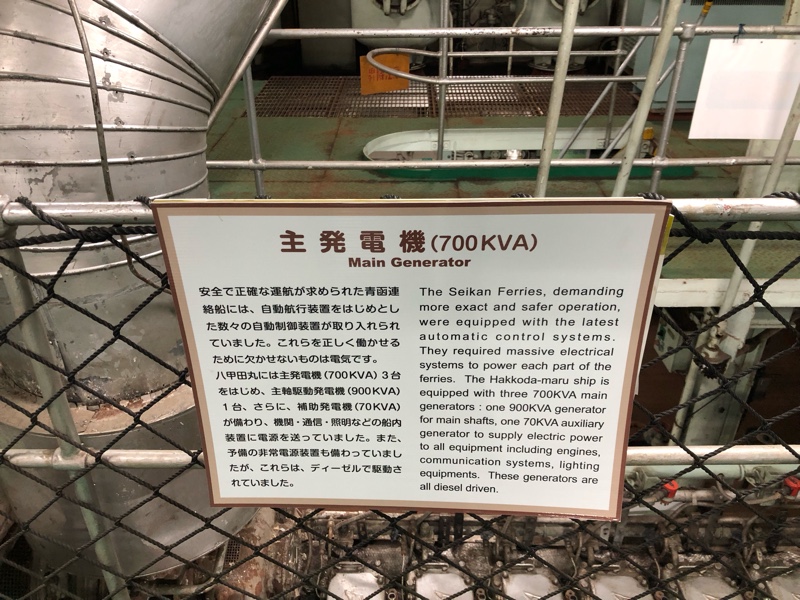 主発電機(700KVA)
Main Generator
安全で正確な運航が求められた青函連
絡船には、自動航行装置をはじめとし
た数々の自動制御装置が取り入れられ
ていました。これらを正しく働かせる
ために欠かせないものは電気です。
八甲田丸には主発電機(700KVA)3台
をはじめ、主軸駆動発電機(900KVA)
1台、さらに、補助発電機(70KVA)
が備わり、機関・通信・照明などの船内
装置に電源を送っていました。また、
予備の非常電源装置も備わっていまし
たが、これらは、ディーゼルで駆動さ
れていました。
The Seikan Ferries, demanding
more exact and safer operation,
were equipped with the latest
automatic control systems.
They required massive electrical
systems to power each part of the
ferries. The Hakkoda-maru ship is
equipped with three 700KVA main
generators : one 900KVA generator
for main shafts, one 70KVA auxiliary
generator to supply electric power
to all equipment including engines,
communication systems, lighting
equipments. These generators are
all diesel driven.